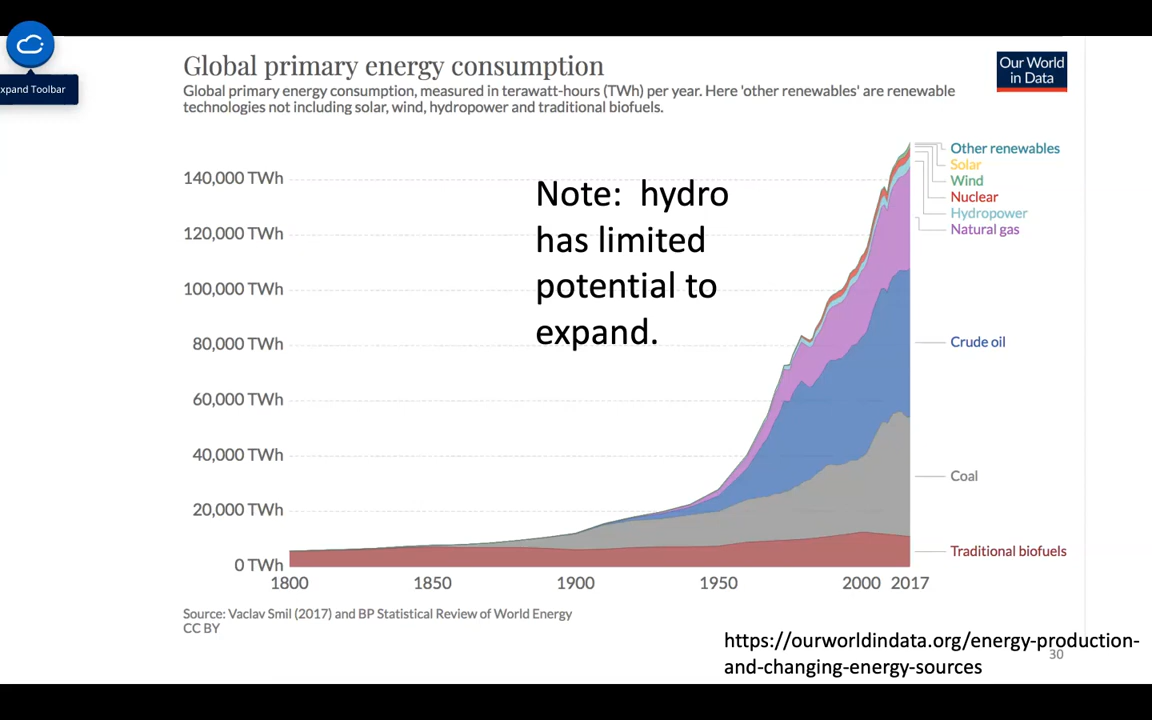 Global primary energy consumption
Global primary energy consumption, measured in terawatt-hours (TWh) per year. Here 'other renewables' are renewable
technologies not including solar, wind, hydropower and traditional biofuels.
Our World
in Data
xpand Toolbar
Note: hydro
has limited
potential to
expand.
140,000 TWh
120,000 TWh
100,000 TWh
80,000 TWh
60,000 TWh
40,000 TWh
20,000 TWh
0 TWh
1800
1850
1900
1950
2000
2017
Other renewables
Solar
Wind
Nuclear
Hydropower
Natural gas
Crude oil
Coal
Traditional biofuels
Source: Vaclav Smil (2017) and BP Statistical Review of World Energy
CC BY
https://ourworldindata.org/energy-production-
and-changing-energy-sources
30